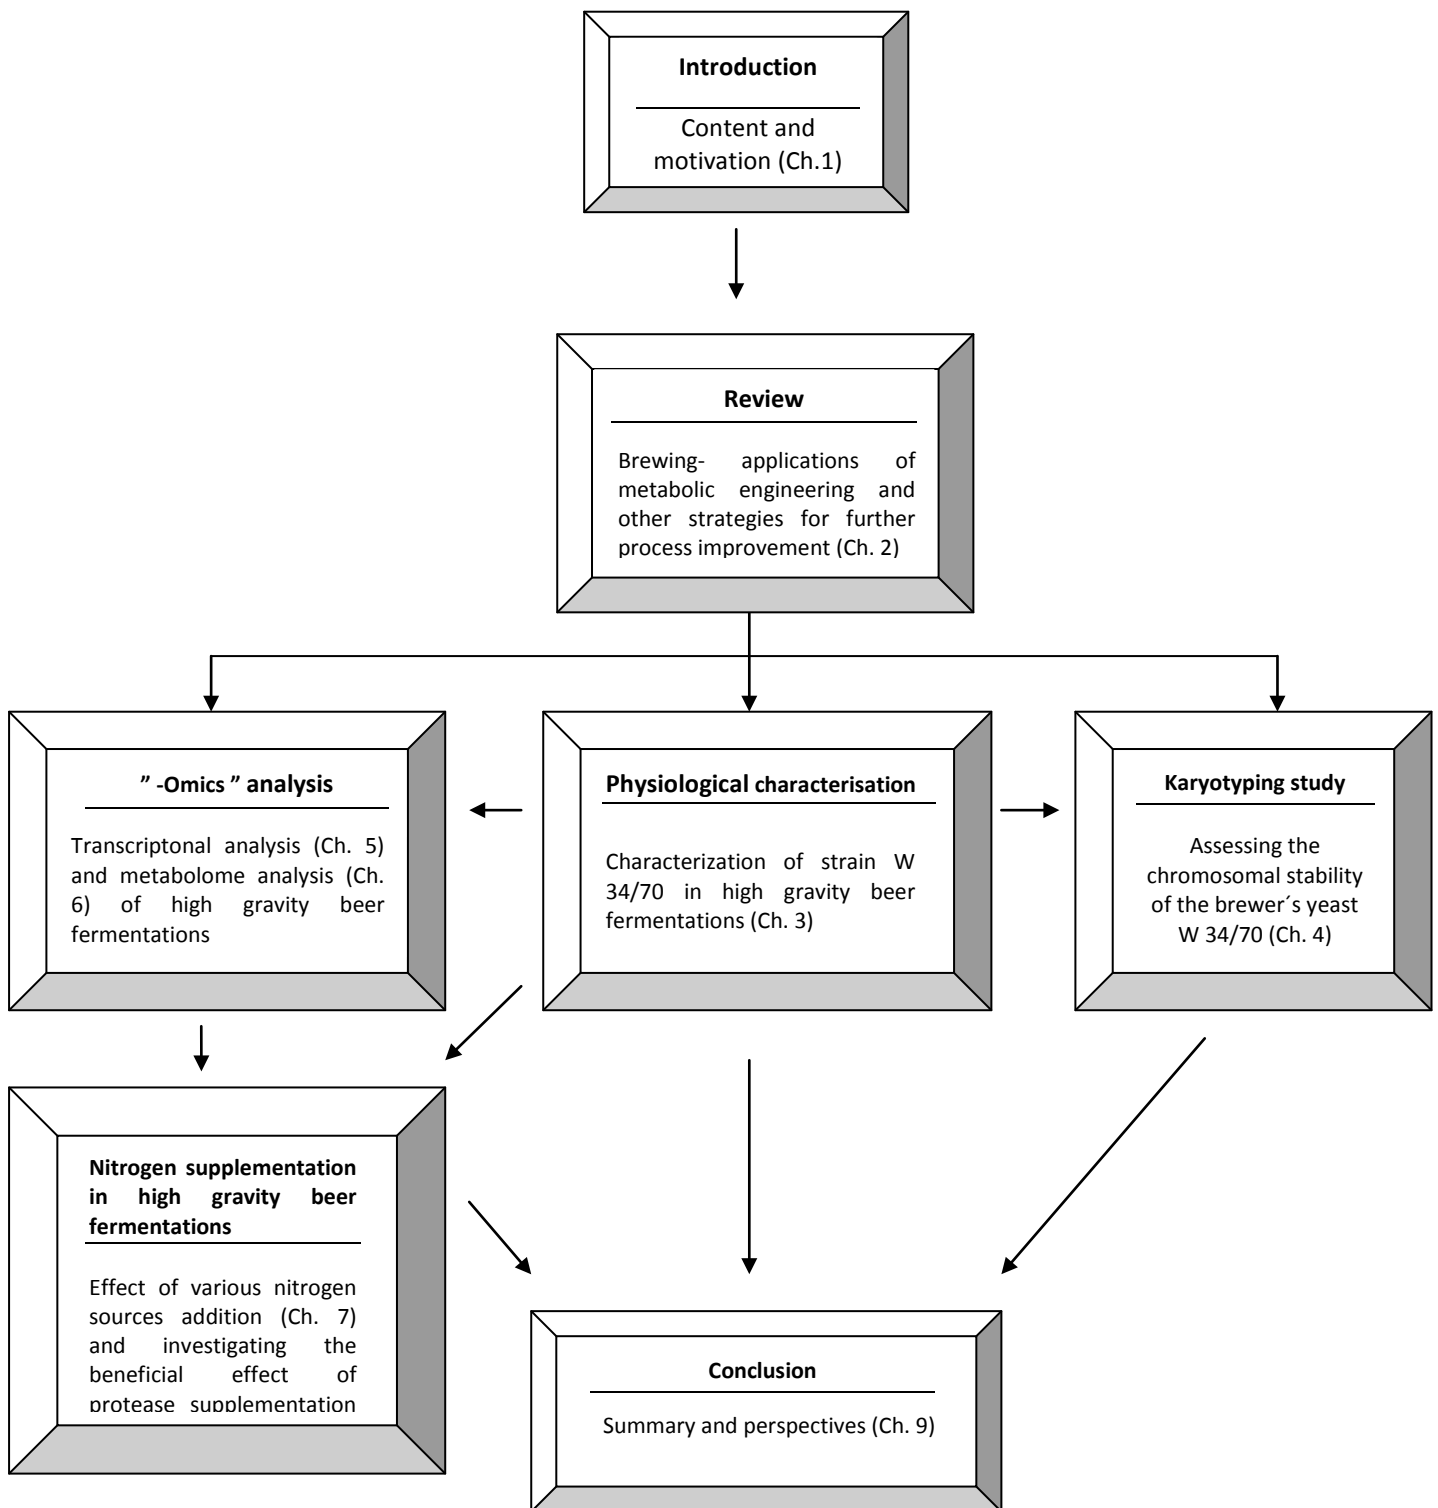 Introduction
Content and
motivation (Ch.1)
Review
Brewing- applications of
metabolic engineering and
other strategies for further
process improvement (Ch. 2)
” -Omics ” analysis
Transcriptonal analysis (Ch. 5)
and metabolome analysis (Ch.
6) of high gravity beer
fermentations
Physiological characterisation
Characterization of strain W
34/70 in high gravity beer
fermentations (Ch. 3)
Karyotyping study
Assessing the
chromosomal stability
of the brewer´s yeast
W 34/70 (Ch. 4)
Nitrogen supplementation
in high gravity beer
fermentations
Effect of various nitrogen
sources addition (Ch. 7)
and investigating the
beneficial effect of
protease supplementation
Conclusion
Summary and perspectives (Ch. 9)